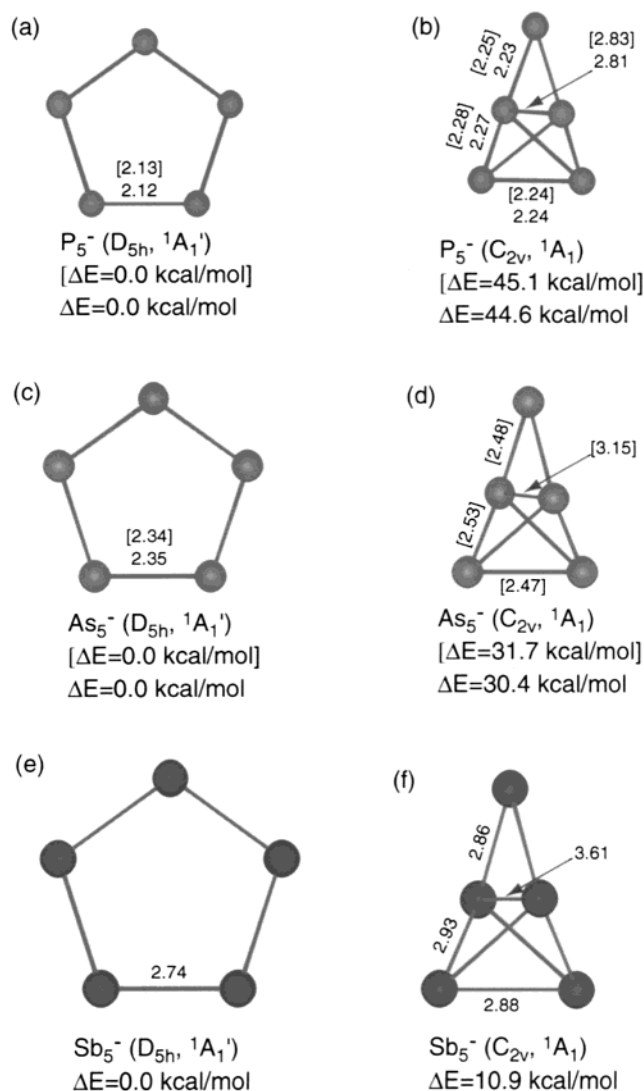 (a)
[2.13]
2.12
P₅⁻ (D₅ₕ, ¹A₁')
[ΔE=0.0 kcal/mol]
ΔE=0.0 kcal/mol
(b)
[2.25]
2.23
[2.83]
2.81
[2.28]
2.27
[2.24]
2.24
P₅⁻ (C₂ᵥ, ¹A₁)
[ΔE=45.1 kcal/mol]
ΔE=44.6 kcal/mol
(c)
[2.34]
2.35
As₅⁻ (D₅ₕ, ¹A₁')
[ΔE=0.0 kcal/mol]
ΔE=0.0 kcal/mol
(d)
[2.48]
[3.15]
[2.53]
[2.47]
As₅⁻ (C₂ᵥ, ¹A₁)
[ΔE=31.7 kcal/mol]
ΔE=30.4 kcal/mol
(e)
2.74
Sb₅⁻ (D₅ₕ, ¹A₁')
ΔE=0.0 kcal/mol
(f)
2.86
3.61
2.93
2.88
Sb₅⁻ (C₂ᵥ, ¹A₁)
ΔE=10.9 kcal/mol